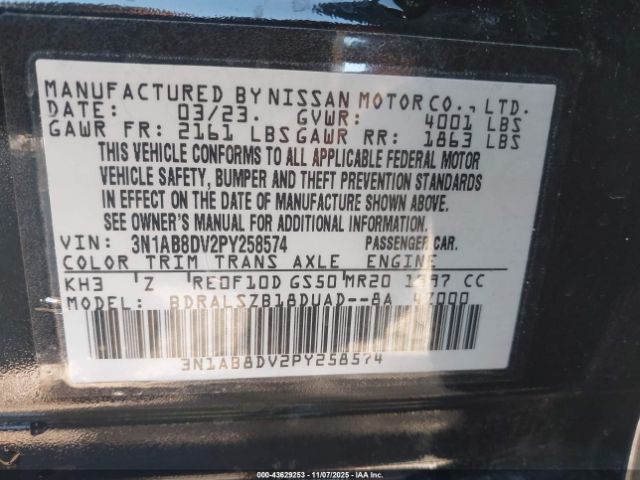 MANUFACTURED BY NISSAN MOTOR CO., LTD.
DATE: 03/23. GVWR: 4001 LBS
GAWR FR: 2161 LBS GAWR RR: 1863 LBS
THIS VEHICLE CONFORMS TO ALL APPLICABLE FEDERAL MOTOR
VEHICLE SAFETY, BUMPER AND THEFT PREVENTION STANDARDS
IN EFFECT ON THE DATE OF MANUFACTURE SHOWN ABOVE.
SEE OWNER'S MANUAL FOR ADDITIONAL INFORMATION.
VIN: 3N1AB8DV2PY258574 PASSENGER CAR.
COLOR TRIM TRANS AXLE ENGINE
KH3 Z RE0F10D GS50 MR20 1997 CC
MODEL: BDRALSZB18DUAD--8A 47000
3N1AB8DV2PY258574
000-43629253 11/07/2025 IAAI.com